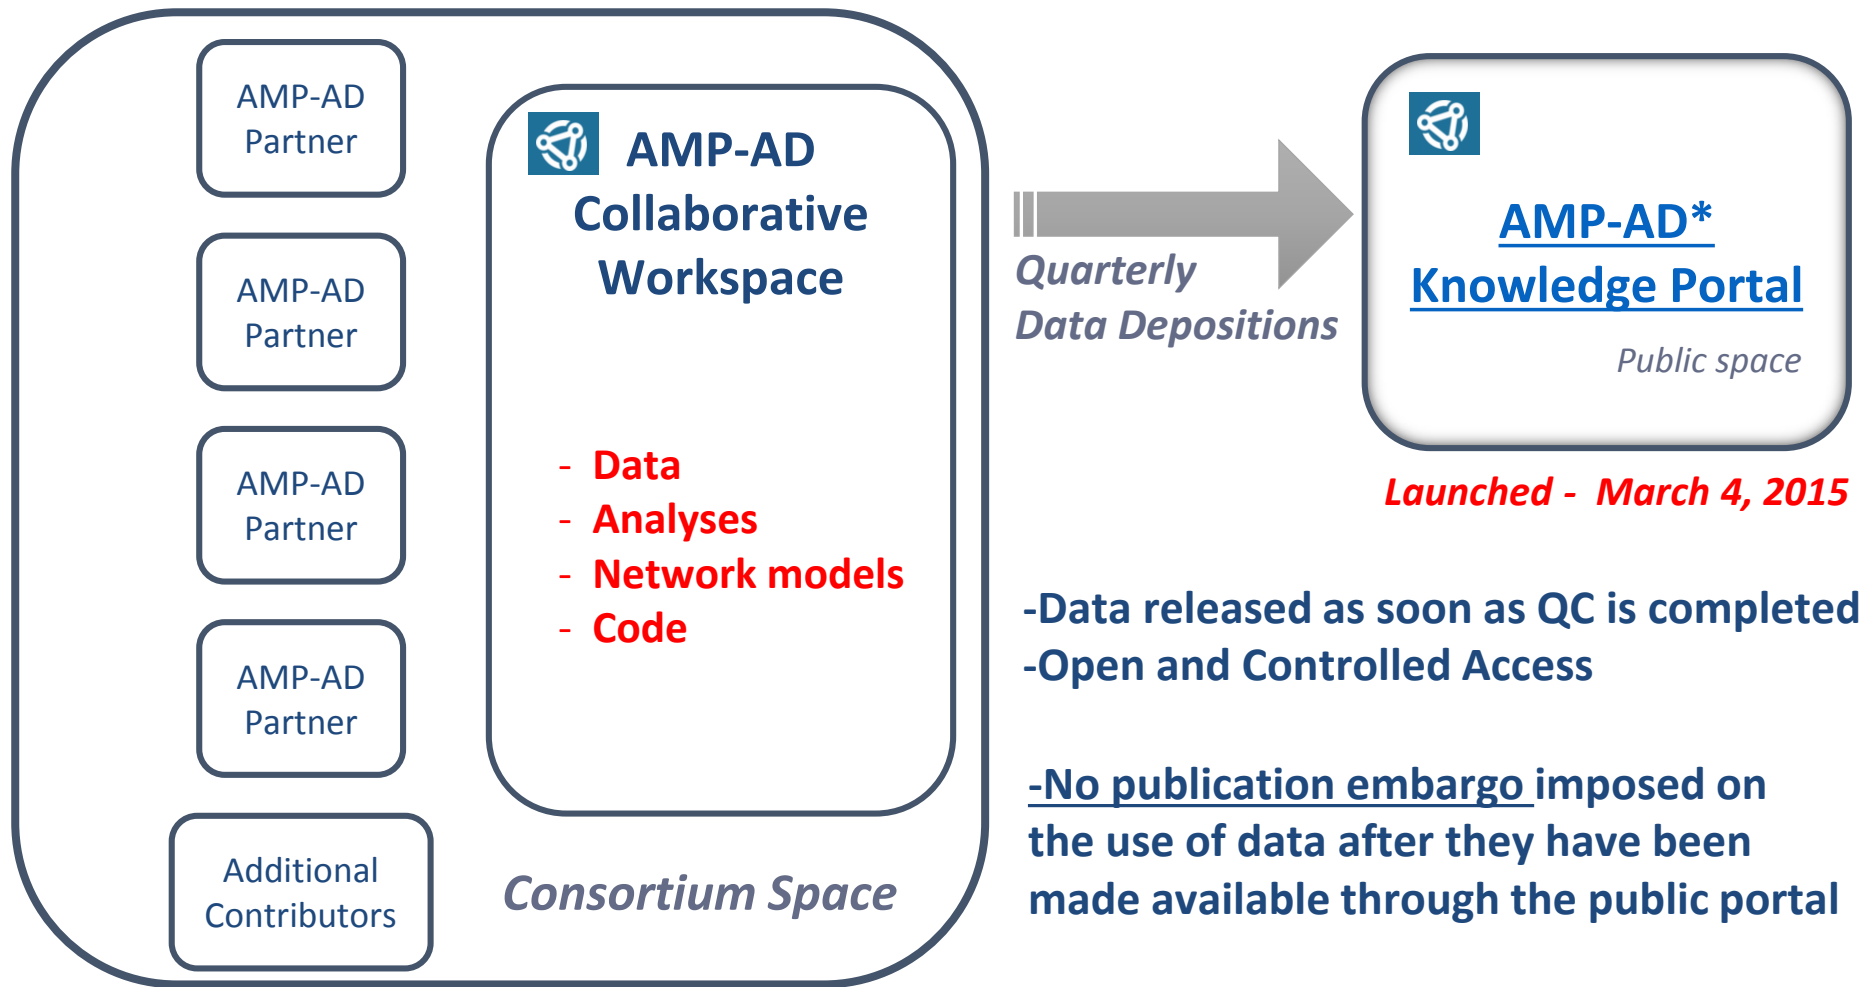 AMP-AD
Partner
AMP-AD
Partner
AMP-AD
Partner
AMP-AD
Partner
Additional
Contributors
AMP-AD
Collaborative
Workspace
- Data
- Analyses
- Network models
- Code
Consortium Space
Quarterly
Data Depositions
AMP-AD*
Knowledge Portal
Public space
Launched - March 4, 2015
-Data released as soon as QC is completed
-Open and Controlled Access
-No publication embargo imposed on
the use of data after they have been
made available through the public portal